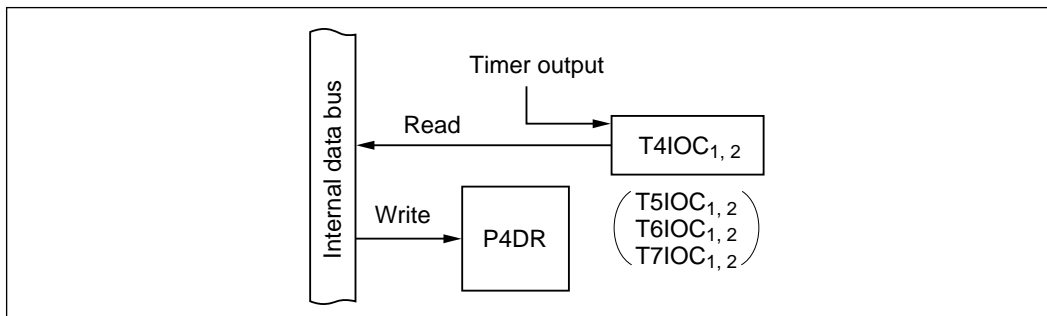 Internal data bus
Timer output
Read
T4IOC1, 2
Write
P4DR
T5IOC1, 2
T6IOC1, 2
T7IOC1, 2